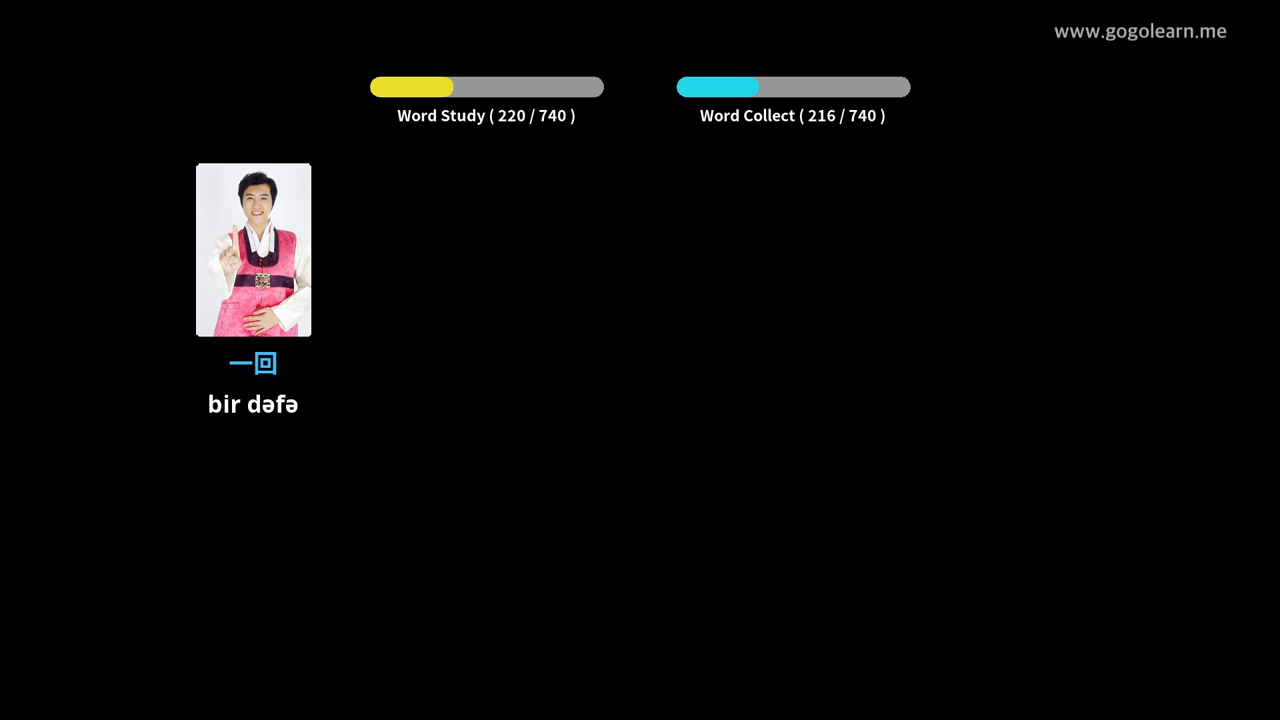 www.gogolearn.me
Word Study ( 220 / 740 )
Word Collect ( 216 / 740 )
一回
bir dəfə